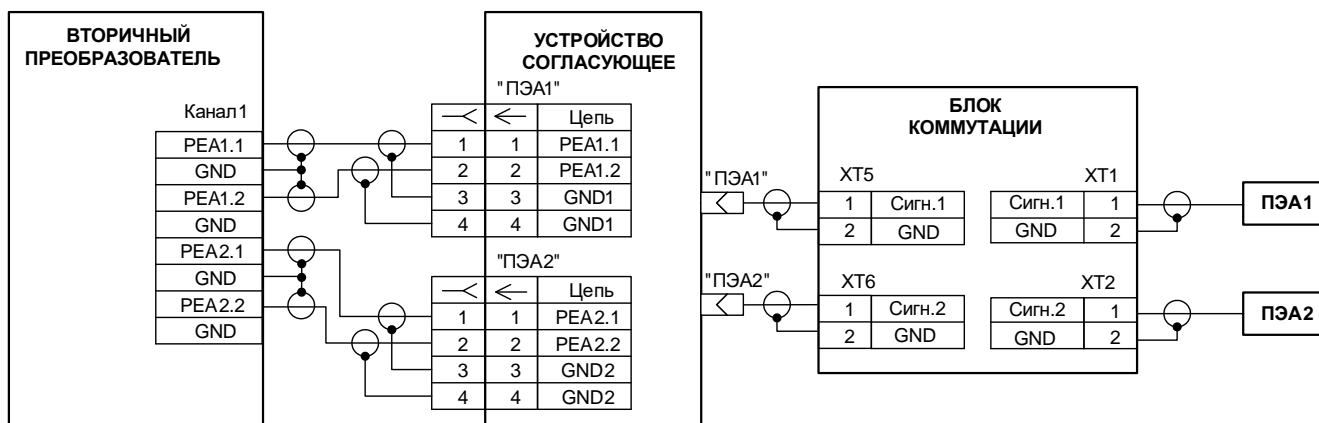 ВТОРИЧНЫЙ
ПРЕОБРАЗОВАТЕЛЬ
Канал1
PEA1.1
GND
PEA1.2
GND
PEA2.1
GND
PEA2.2
GND
УСТРОЙСТВО
СОГЛАСУЮЩЕЕ
"ПЭА1"
Цепь
1 1 PEA1.1
2 2 PEA1.2
3 3 GND1
4 4 GND1
"ПЭА2"
Цепь
1 1 PEA2.1
2 2 PEA2.2
3 3 GND2
4 4 GND2
"ПЭА1"
"ПЭА2"
БЛОК
КОММУТАЦИИ
XT5
1 Сигн.1
2 GND
XT1
Сигн.1 1
GND 2
XT6
1 Сигн.2
2 GND
XT2
Сигн.2 1
GND 2
ПЭА1
ПЭА2